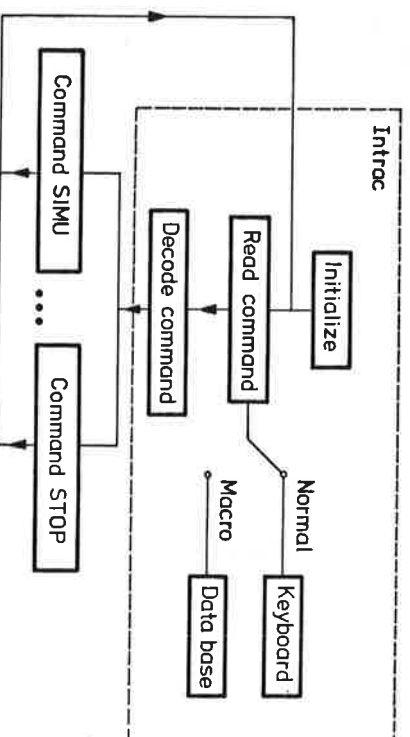 Intrac
Initialize
Read command
Normal
Keyboard
Macro
Data base
Decode command
Command SIMU
...
Command STOP